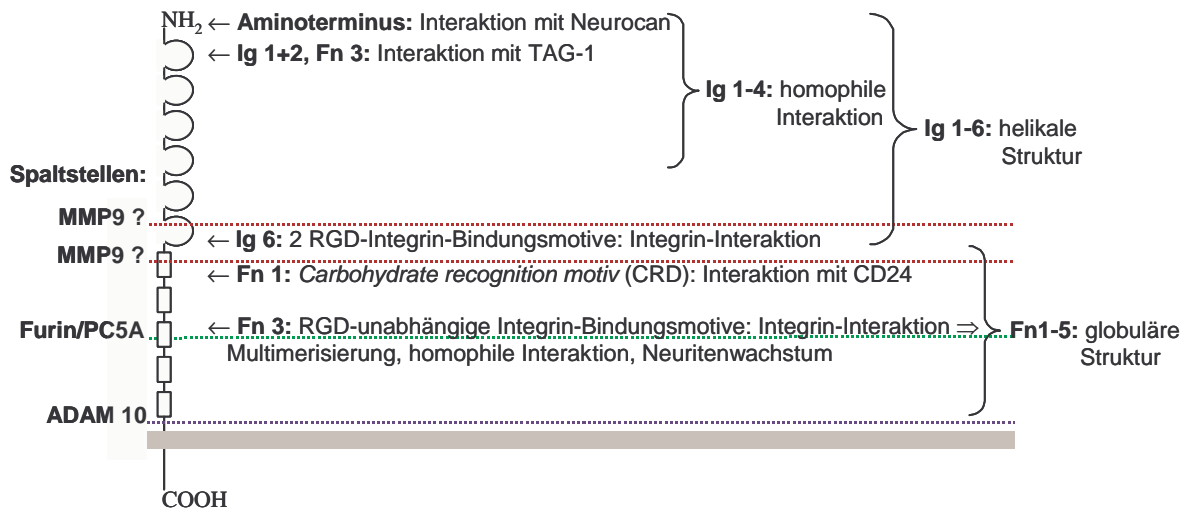 NH2 ← Aminoterminus: Interaktion mit Neurocan
← Ig 1+2, Fn 3: Interaktion mit TAG-1
Ig 1-4: homophile
Interaktion
Ig 1-6: helikale
Struktur
Spaltstellen:
MMP9 ?
← Ig 6: 2 RGD-Integrin-Bindungsmotive: Integrin-Interaktion
MMP9 ?
← Fn 1: Carbohydrate recognition motiv (CRD): Interaktion mit CD24
Furin/PC5A
← Fn 3: RGD-unabhängige Integrin-Bindungsmotive: Integrin-Interaktion ⇒
Multimerisierung, homophile Interaktion, Neuritenwachstum
Fn1-5: globuläre
Struktur
ADAM 10
COOH